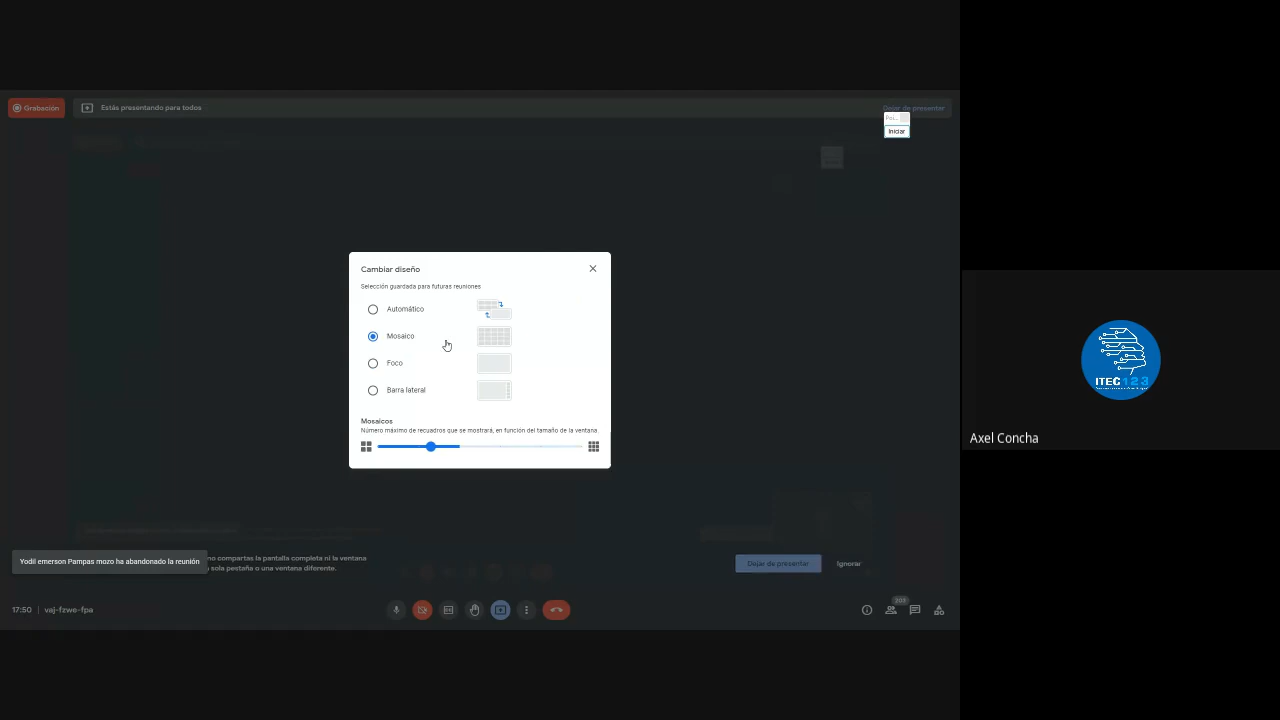 Grabación
Estás presentando para todos
Dejar de presentar
Iniciar
Cambiar diseño
Selección guardada para futuras reuniones
Automático
Mosaico
Foco
Barra lateral
Mosaicos
Número máximo de recuadros que se mostrará, en función del tamaño de la ventana.
ITEC 123
Axel Concha
no compartas la pantalla completa ni la ventana
Yodil emerson Pampas mozo ha abandonado la reunión
sola pestaña o una ventana diferente.
Dejar de presentar
Ignorar
17:50 | vaj-fzwo-fpa